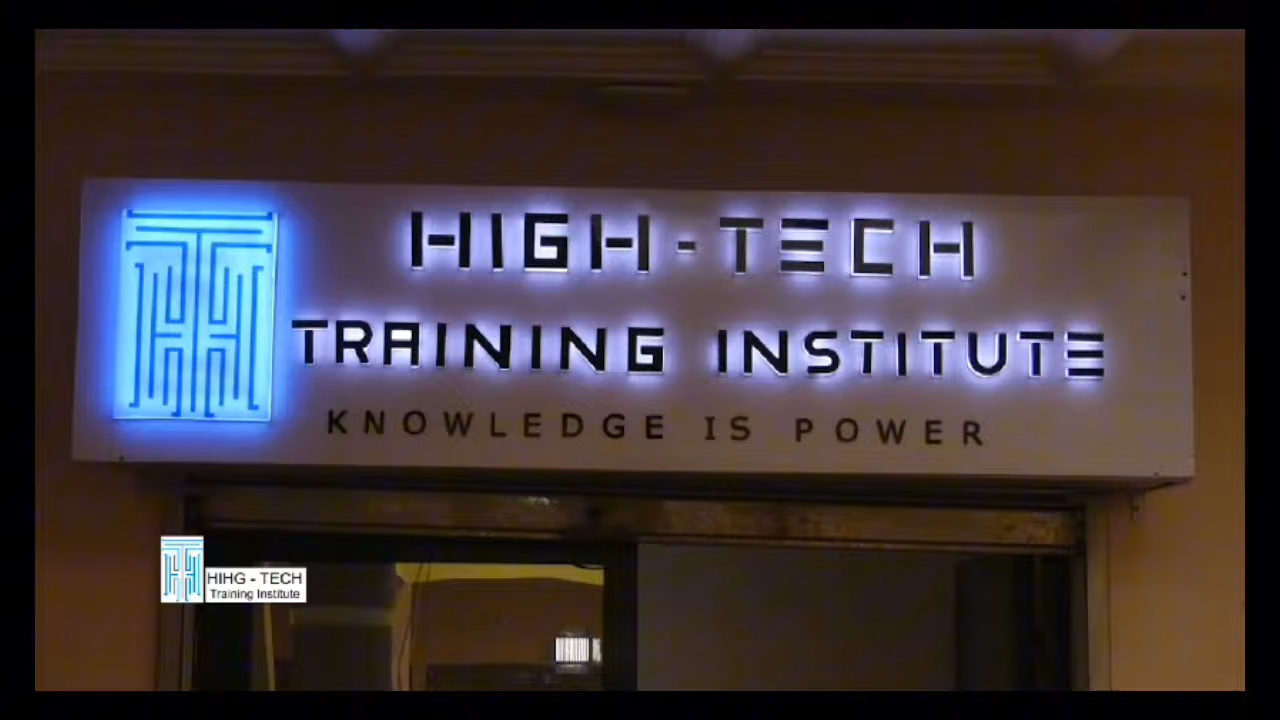 HIGH-TECH
TRAINING INSTITUTE
KNOWLEDGE IS POWER
HIHG - TECH
Training Institute